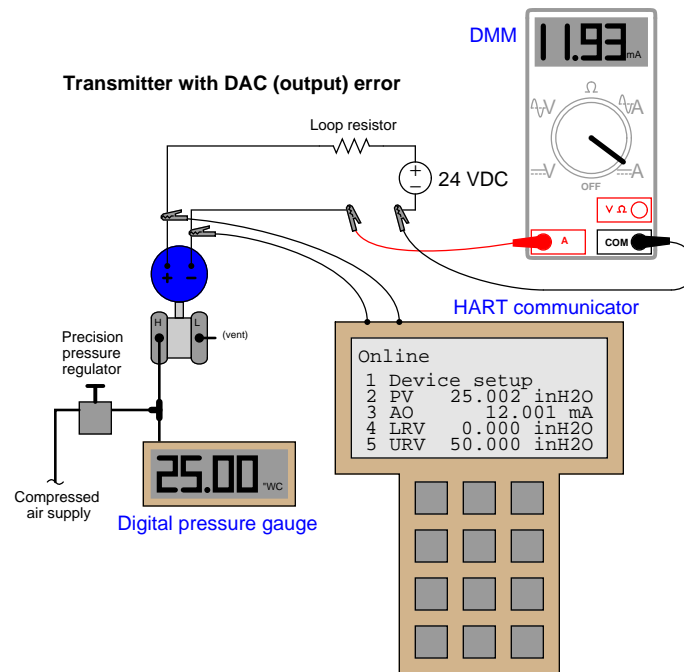 DMM
11.93 mA
Transmitter with DAC (output) error
Ω
V
A
Loop resistor
+
−
24 VDC
V
A
OFF
V Ω
A
COM
+ −
HART communicator
H L
(vent)
Precision
pressure
regulator
Online
1 Device setup
2 PV 25.002 inH2O
3 AO 12.001 mA
4 LRV 0.000 inH2O
5 URV 50.000 inH2O
25.00 "WC
Compressed
air supply
Digital pressure gauge